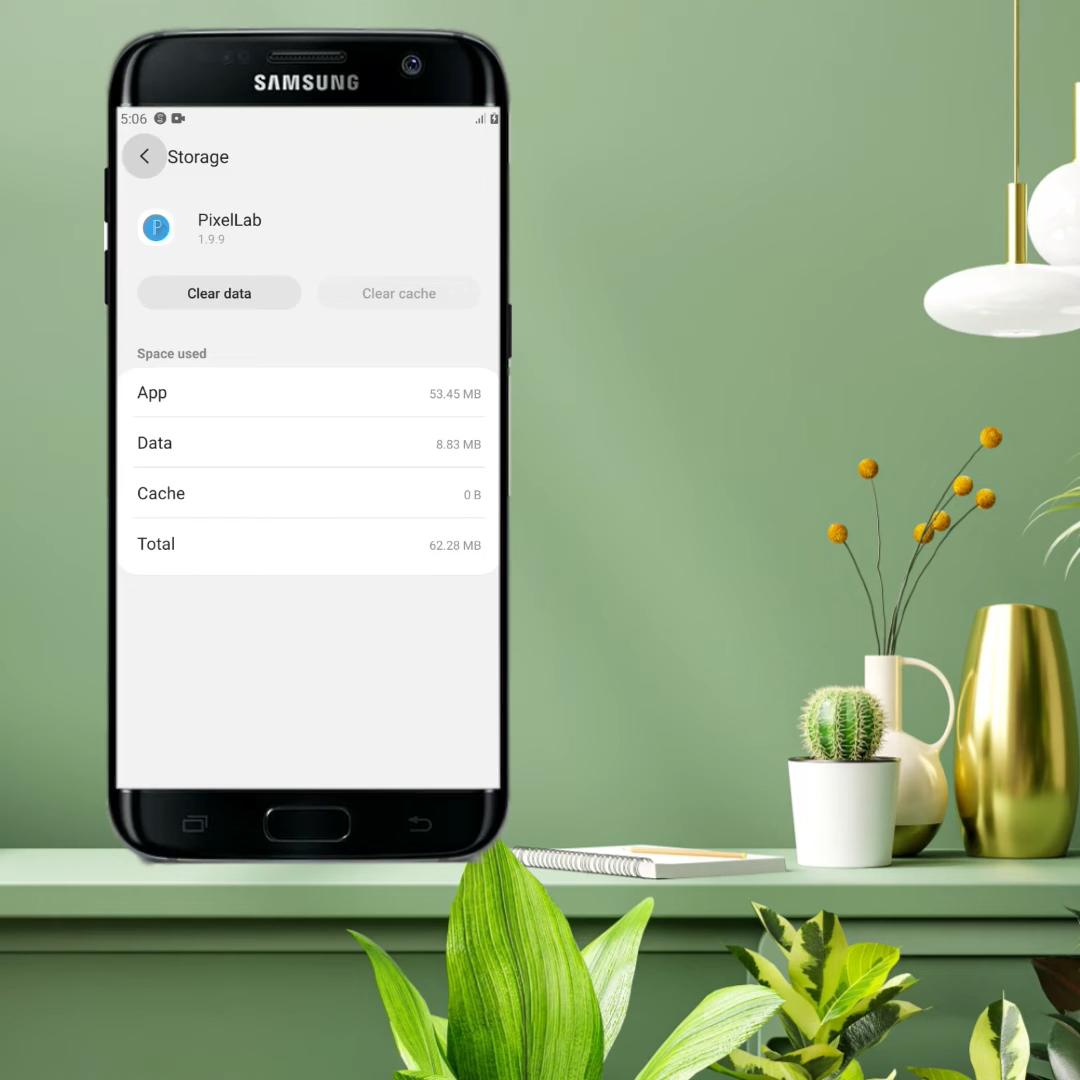 SAMSUNG
5:06
Storage
P
PixelLab
1.9.9
Clear data Clear cache
Space used
App 53.45 MB
Data 8.83 MB
Cache 0 B
Total 62.28 MB